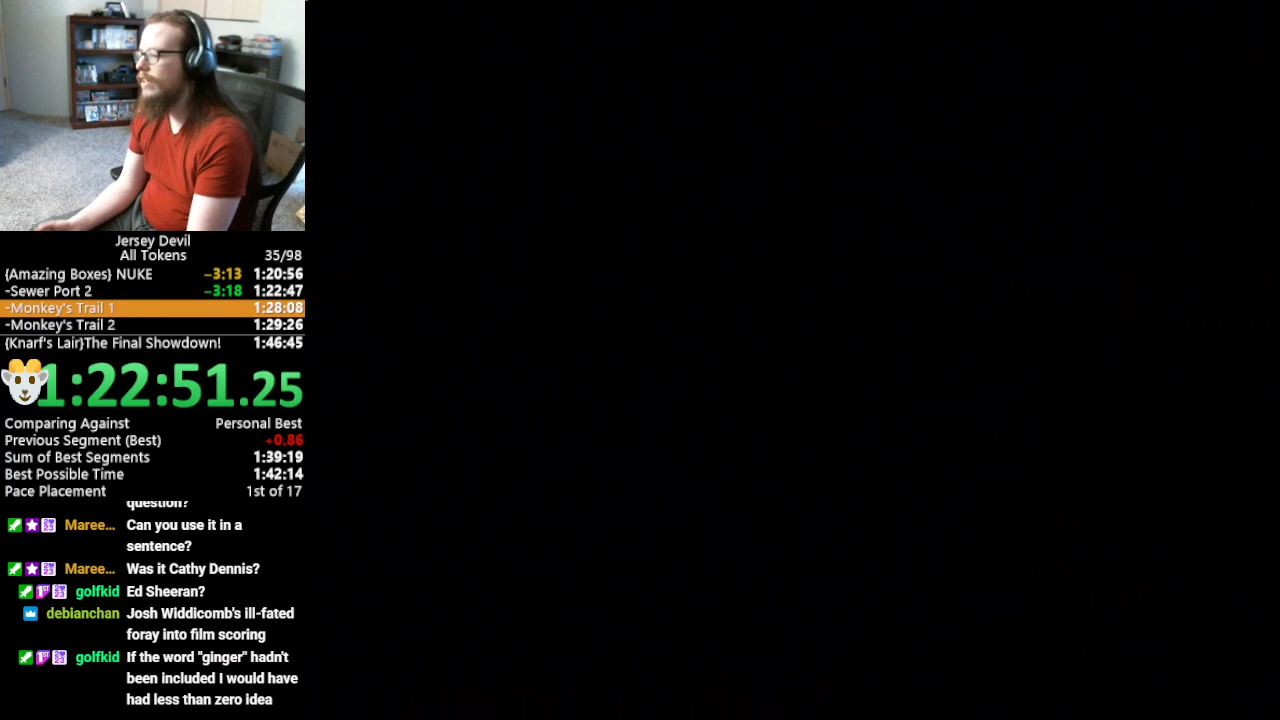 Jersey Devil
All Tokens 35/98
{Amazing Boxes} NUKE −3:13 1:20:56
-Sewer Port 2 −3:18 1:22:47
-Monkey's Trail 1 1:28:08
-Monkey's Trail 2 1:29:26
{Knarf's Lair}The Final Showdown! 1:46:45
1:22:51.25
Comparing Against Personal Best
Previous Segment (Best) +0.86
Sum of Best Segments 1:39:19
Best Possible Time 1:42:14
Pace Placement 1st of 17
question?
Maree... Can you use it in a
sentence?
Maree... Was it Cathy Dennis?
golfkid Ed Sheeran?
debianchan Josh Widdicomb's ill-fated
foray into film scoring
golfkid If the word "ginger" hadn't
been included I would have
had less than zero idea